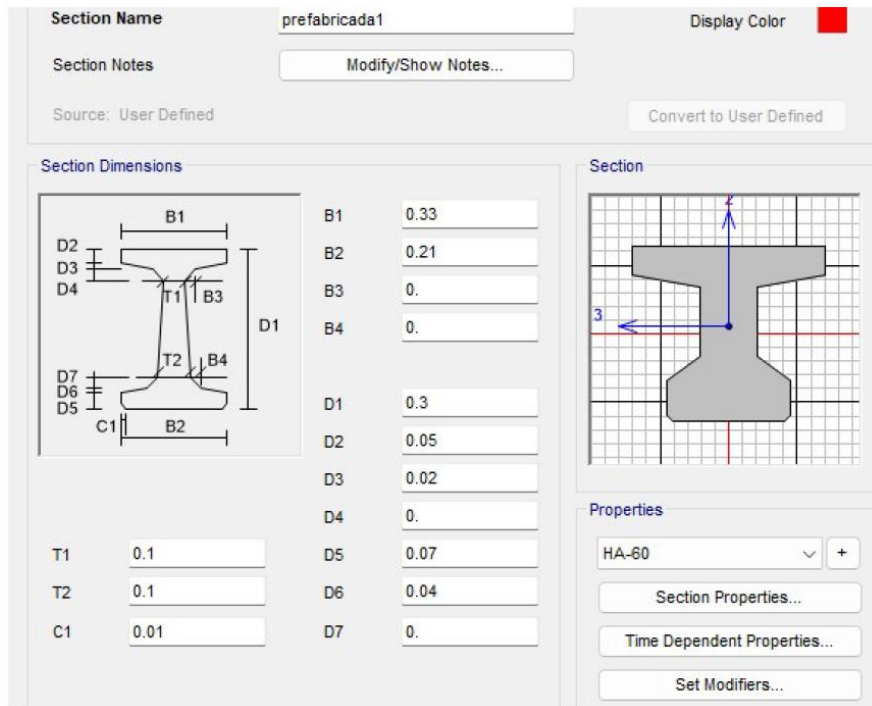 Section Name prefabricada1 Display Color
Section Notes Modify/Show Notes...
Source: User Defined Convert to User Defined
Section Dimensions
B1
D2
D3
D4
T1 B3
D1
T2 B4
D7
D6
D5
C1 B2
B1 0.33
B2 0.21
B3 0.
B4 0.
D1 0.3
D2 0.05
D3 0.02
D4 0.
T1 0.1 D5 0.07
T2 0.1 D6 0.04
C1 0.01 D7 0.
Section
2
3
Properties
HA-60 +
Section Properties...
Time Dependent Properties...
Set Modifiers...